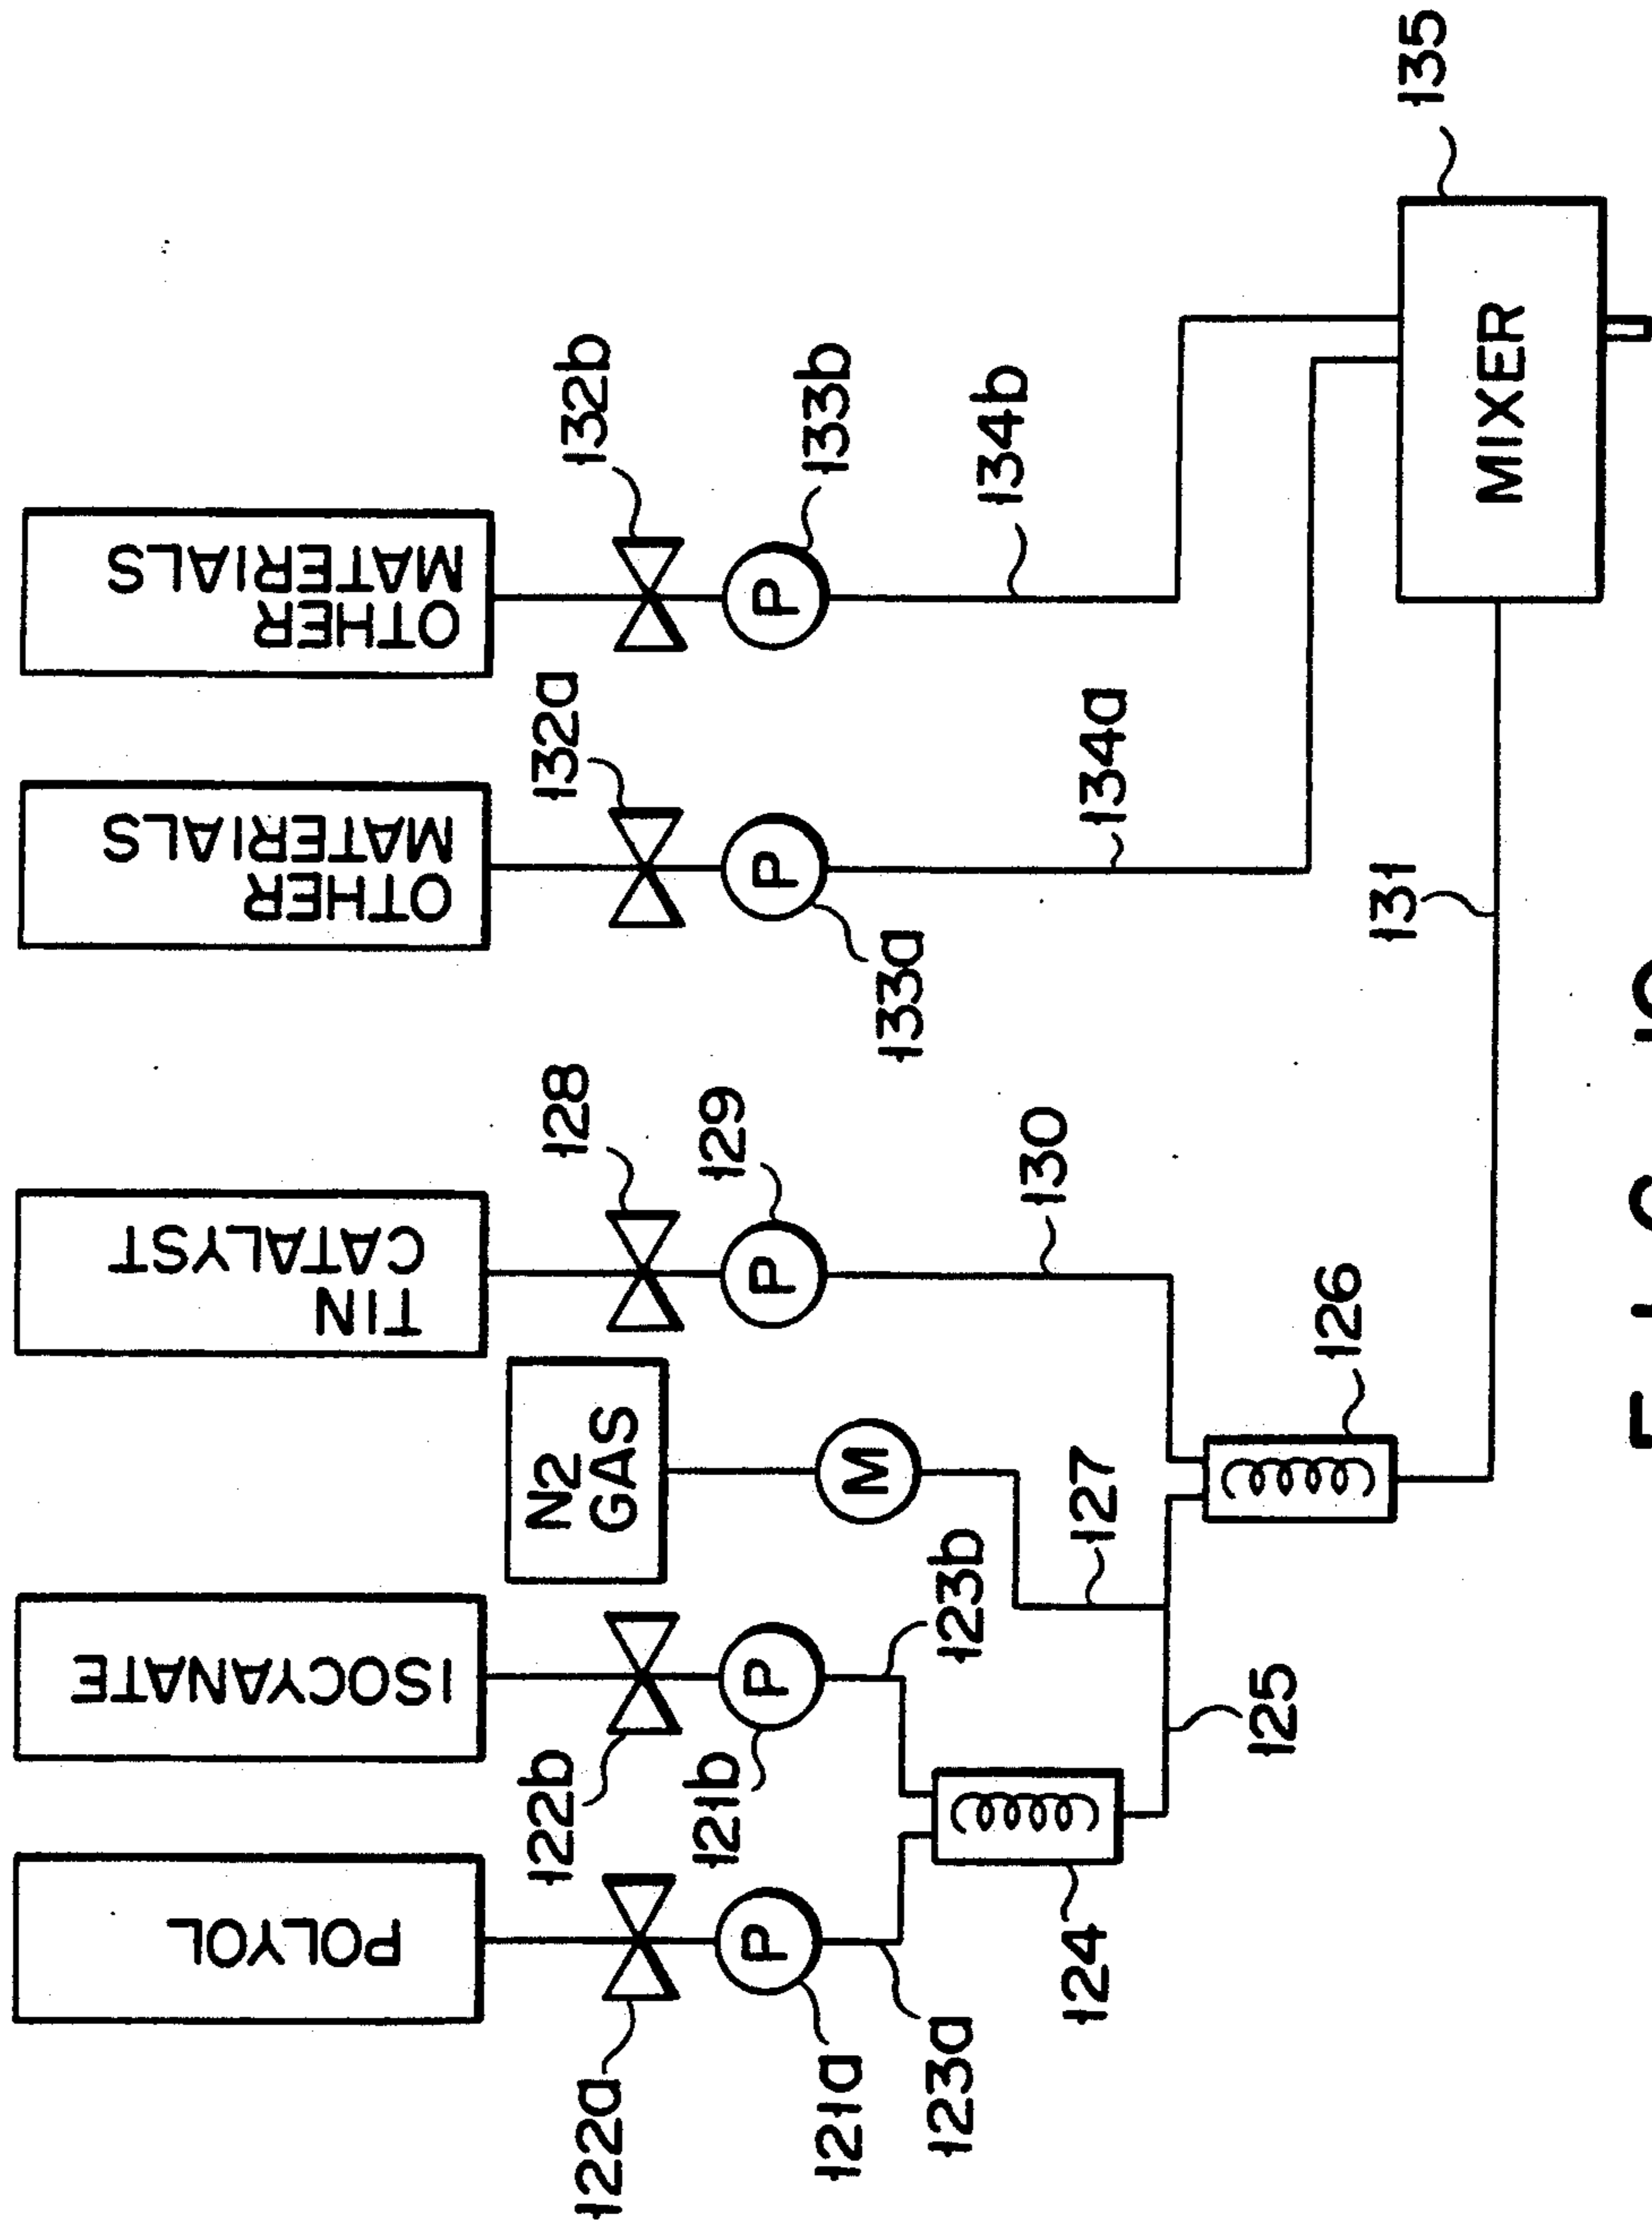 POLYOL
ISOCYANATE
N2
GAS
TIN
CATALYST
OTHER
MATERIALS
OTHER
MATERIALS
122a
122b
128
132a
132b
P
P
M
P
P
P
121a
121b
129
133a
133b
123a
123b
127
130
134a
134b
124
125
126
131
MIXER
135